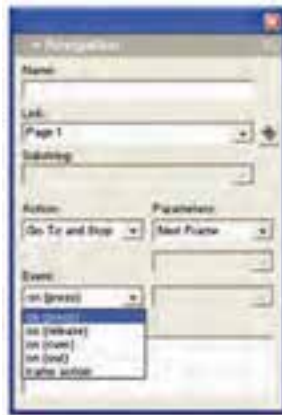 Navigation
Name:
Link:
Page 1
Action:
Parameters:
Go To and Stop
Next Frame
Event:
on (press)
on (press)
on (release)
on (over)
on (out)
frame action